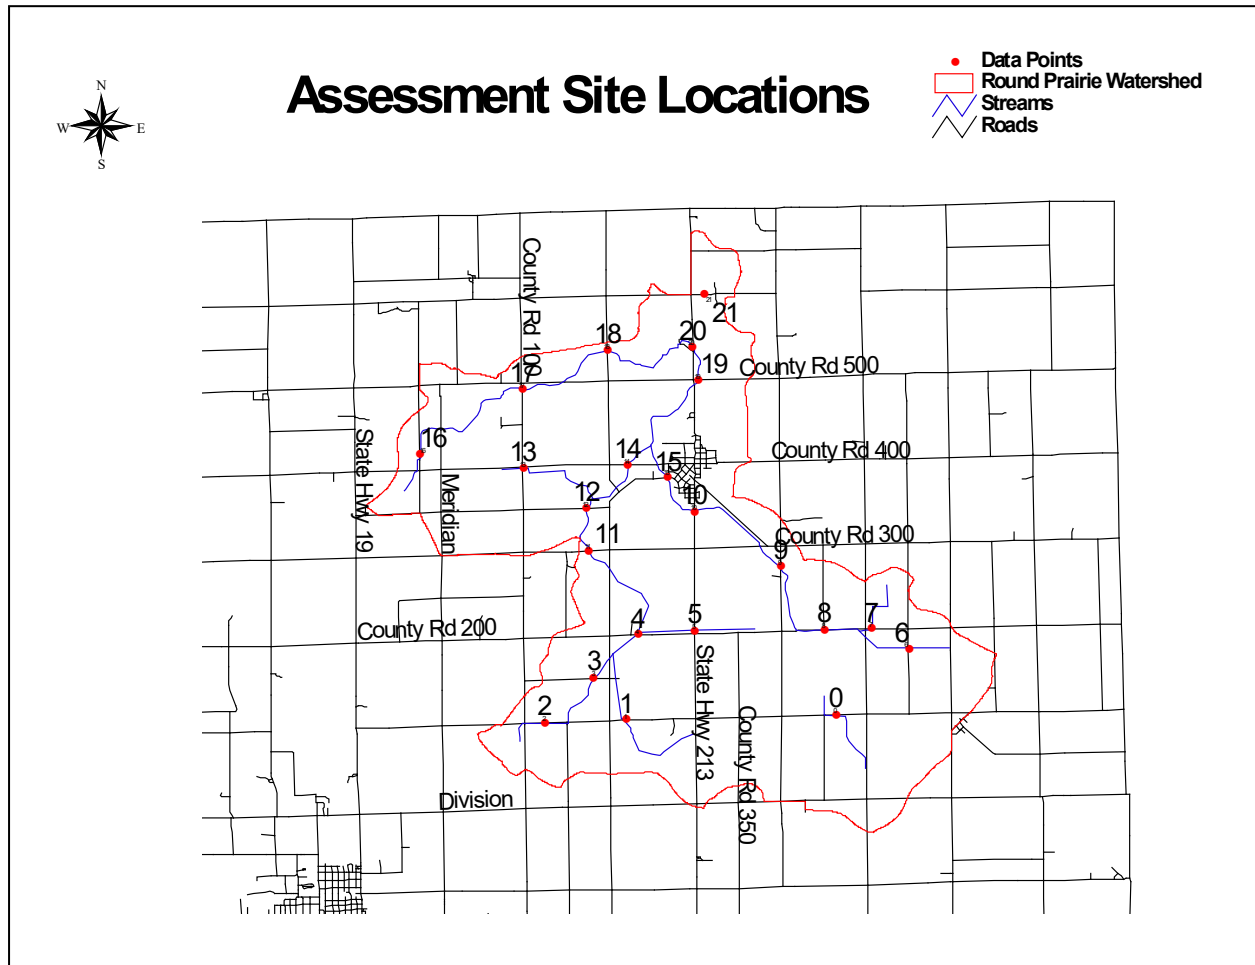 Assessment Site Locations
Data Points
Round Prairie Watershed
Streams
Roads
N
W
E
S
County Rd 100
21
18
20
19
County Rd 500
17
16
State Hwy 19
Meridian
13
14
15
County Rd 400
12
10
11
County Rd 300
9
County Rd 200
4
5
8
7
6
3
State Hwy 213
2
1
0
County Rd 350
Division